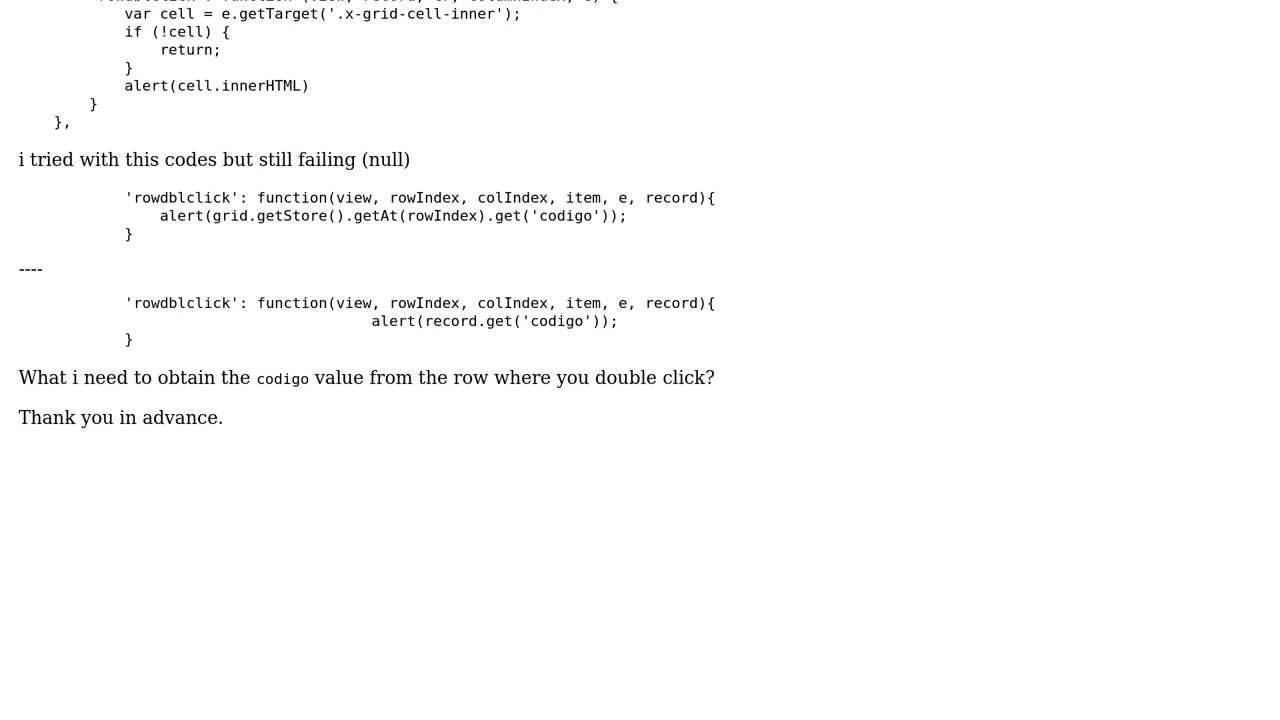 var cell = e.getTarget('.x-grid-cell-inner');
if (!cell) {
return;
}
alert(cell.innerHTML)
}
},
i tried with this codes but still failing (null)
'rowdblclick': function(view, rowIndex, colIndex, item, e, record){
alert(grid.getStore().getAt(rowIndex).get('codigo'));
}
----
'rowdblclick': function(view, rowIndex, colIndex, item, e, record){
alert(record.get('codigo'));
}
What i need to obtain the codigo value from the row where you double click?
Thank you in advance.